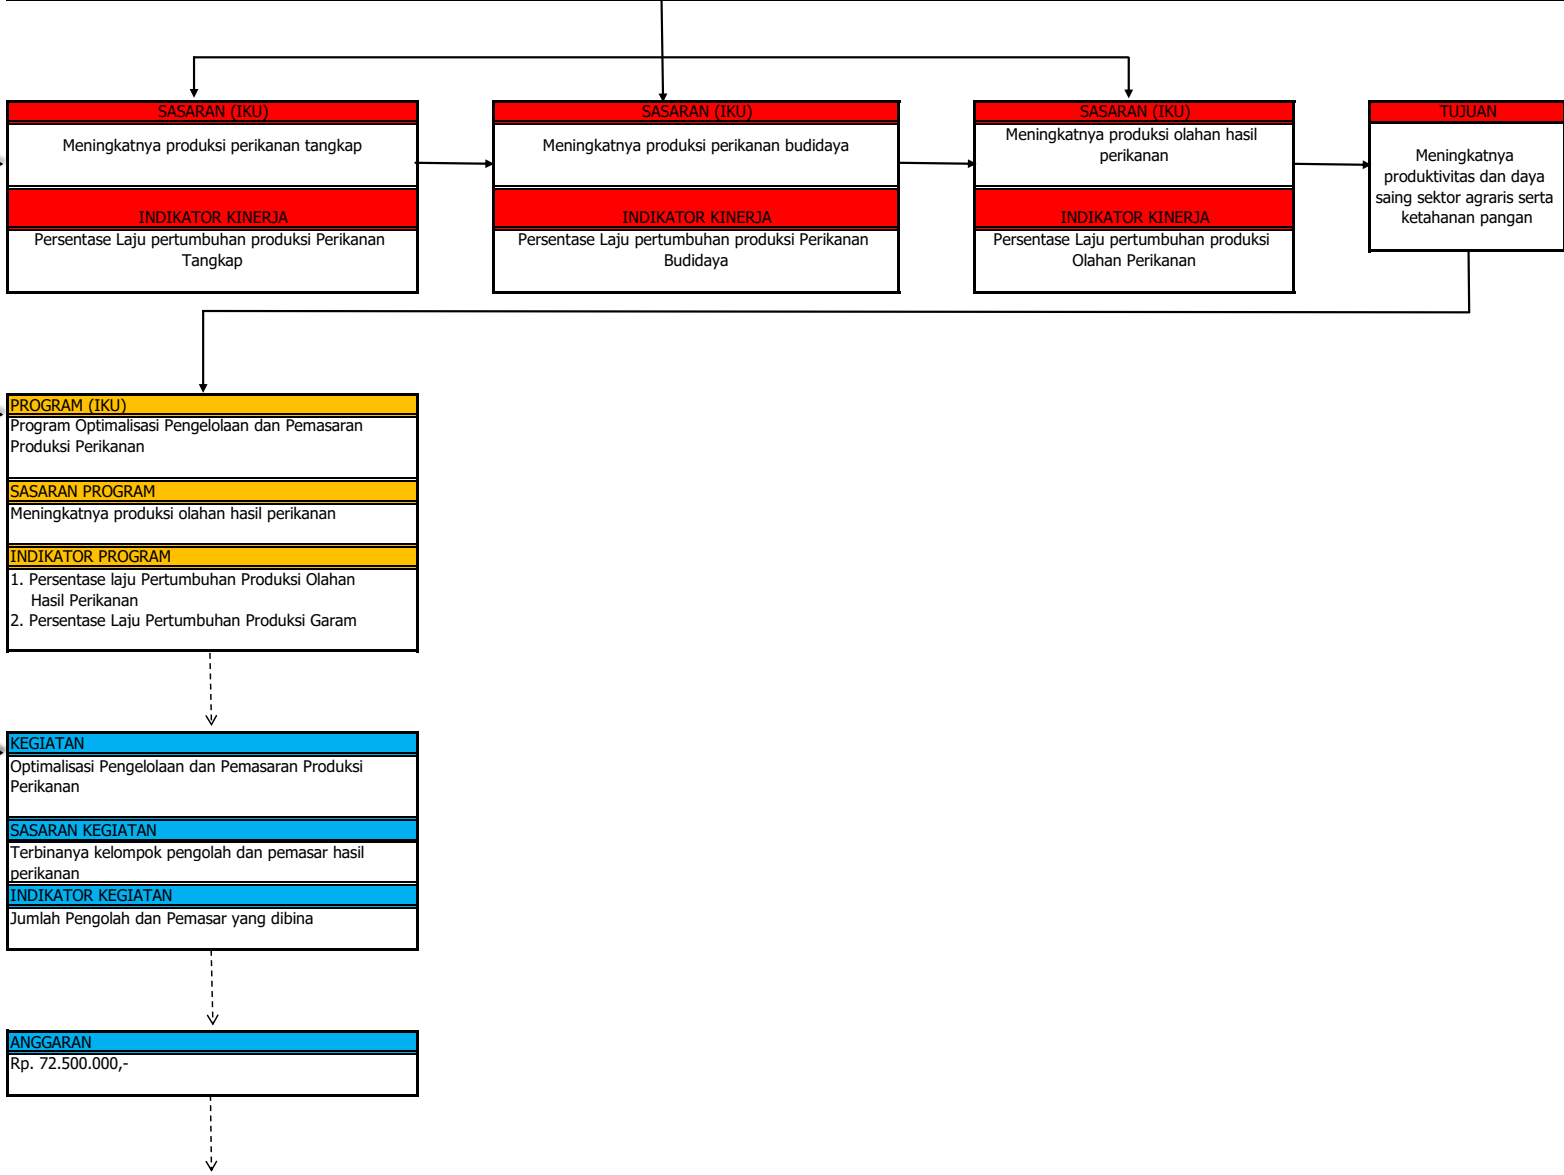 SASARAN (IKU)
Meningkatnya produksi perikanan tangkap
INDIKATOR KINERJA
Persentase Laju pertumbuhan produksi Perikanan
Tangkap
SASARAN (IKU)
Meningkatnya produksi perikanan budidaya
INDIKATOR KINERJA
Persentase Laju pertumbuhan produksi Perikanan
Budidaya
SASARAN (IKU)
Meningkatnya produksi olahan hasil
perikanan
INDIKATOR KINERJA
Persentase Laju pertumbuhan produksi
Olahan Perikanan
TUJUAN
Meningkatnya
produktivitas dan daya
saing sektor agraris serta
ketahanan pangan
PROGRAM (IKU)
Program Optimalisasi Pengelolaan dan Pemasaran
Produksi Perikanan
SASARAN PROGRAM
Meningkatnya produksi olahan hasil perikanan
INDIKATOR PROGRAM
1. Persentase laju Pertumbuhan Produksi Olahan
Hasil Perikanan
2. Persentase Laju Pertumbuhan Produksi Garam
KEGIATAN
Optimalisasi Pengelolaan dan Pemasaran Produksi
Perikanan
SASARAN KEGIATAN
Terbinanya kelompok pengolah dan pemasar hasil
perikanan
INDIKATOR KEGIATAN
Jumlah Pengolah dan Pemasar yang dibina
ANGGARAN
Rp. 72.500.000,-